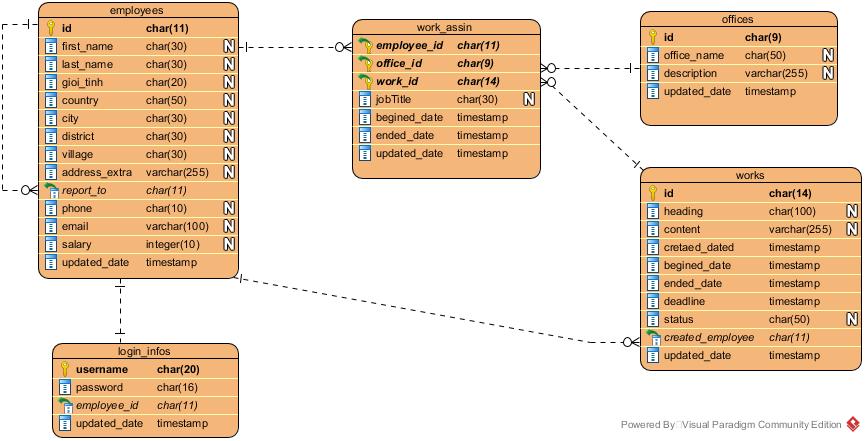 employees
id char(11)
first_name char(30) N
last_name char(30) N
gioi_tinh char(20) N
country char(50) N
city char(30) N
district char(30) N
village char(30) N
address_extra varchar(255) N
report_to char(11)
phone char(10) N
email varchar(100) N
salary integer(10) N
updated_date timestamp
work_assin
employee_id char(11)
office_id char(9)
work_id char(14)
jobTitle char(30) N
begined_date timestamp
ended_date timestamp
updated_date timestamp
offices
id char(9)
office_name char(50) N
description varchar(255) N
updated_date timestamp
works
id char(14)
heading char(100) N
content varchar(255) N
cretaed_dated timestamp
begined_date timestamp
ended_date timestamp
deadline timestamp
status char(50) N
created_employee char(11)
updated_date timestamp
login_infos
username char(20)
password char(16)
employee_id char(11)
updated_date timestamp
Powered By Visual Paradigm Community Edition